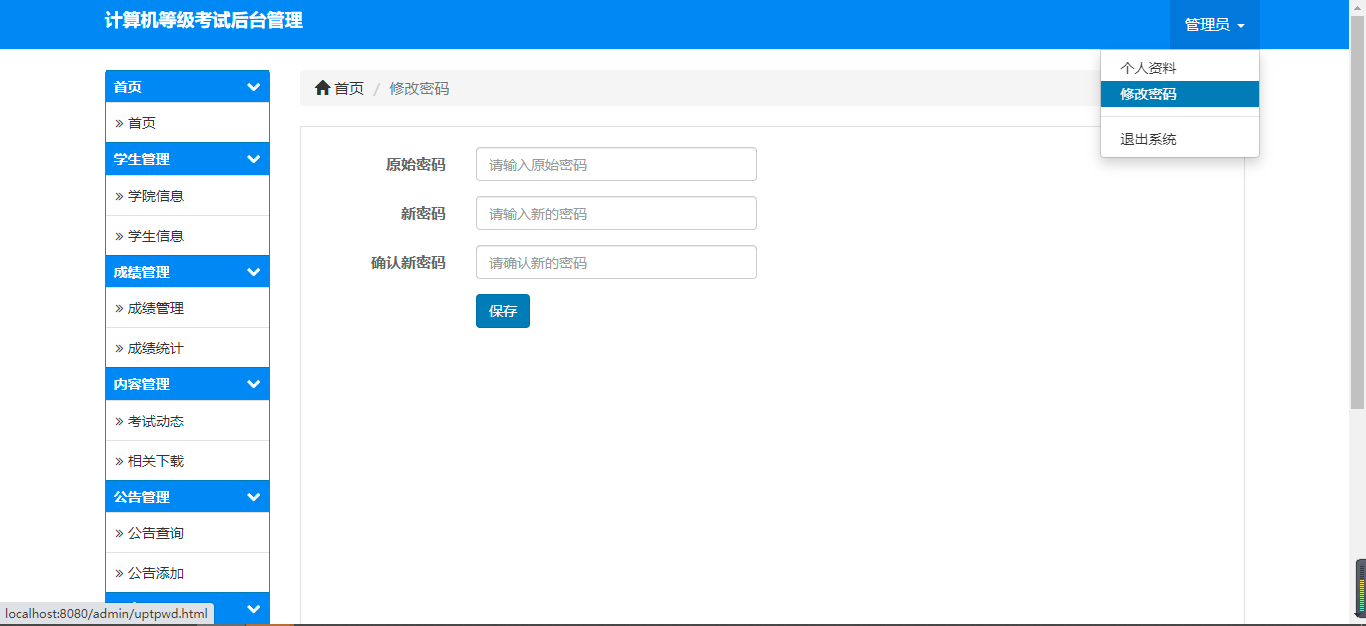 计算机等级考试后台管理
管理员
个人资料
修改密码
退出系统
首页
» 首页
学生管理
» 学院信息
» 学生信息
成绩管理
» 成绩管理
» 成绩统计
内容管理
» 考试动态
» 相关下载
公告管理
» 公告查询
» 公告添加
首页 / 修改密码
原始密码 请输入原始密码
新密码 请输入新的密码
确认新密码 请确认新的密码
保存
localhost:8080/admin/uptpwd.html